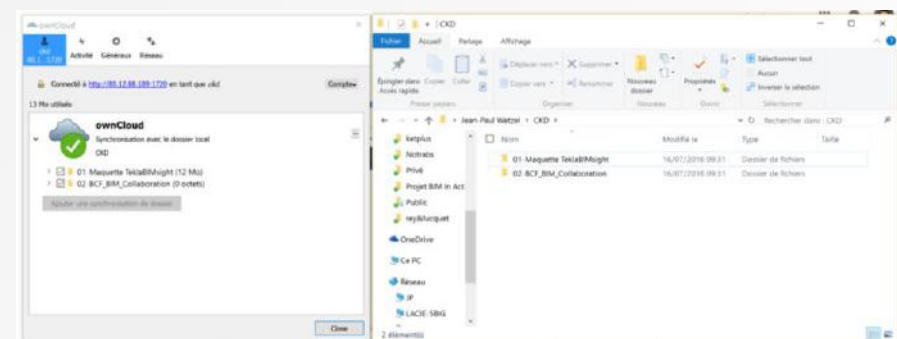 ownCloud
ckd
Activité Généraux Réseau
Connecté à http://80.12.88.189:1720 en tant que ckd
Compte
13 Mo utilisés
ownCloud
Synchronisation avec le dossier local
CKD
01 Maquette TeklaBIMsight (12 Mo)
02-BCF_BIM_Collaboration (0 octets)
Ajouter une synchronisation de dossier
Close
CKD
Fichier Accueil Partage Affichage
Épingler dans Accès rapide
Copier
Coller
Déplacer vers
Copier vers
Supprimer
Renommer
Nouveau dossier
Propriétés
Sélectionner tout
Aucun
Inverser la sélection
Presse-papiers Organiser Nouveau Ouvrir Sélectionner
Jean-Paul Wetzel › CKD ›
Rechercher dans : CKD
Nom Modifié le Type Taille
01-Maquette TeklaBIMsight 16/07/2016 09:31 Dossier de fichiers
02-BCF_BIM_Collaboration 16/07/2016 09:31 Dossier de fichiers
ketplus
Privé
Projet BIM in Act
Public
rey&lucquet
OneDrive
Ce PC
Réseau
JP
LACIE-5BIG
2 élément(s)